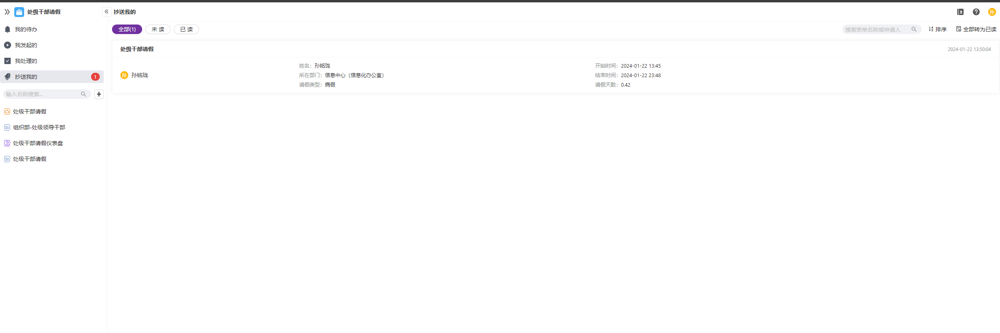 处级干部请假
抄送我的
孙
我的待办
全部(1)
未 读
已 读
搜索表单名称或申请人
排序
全部转为已读
我发起的
处级干部请假
2024-01-22 13:50:04
我处理的
抄送我的
1
孙
孙铭珑
姓名：孙铭珑
所在部门：信息中心（信息化办公室）
请假类型：病假
开始时间：2024-01-22 13:45
结束时间：2024-01-22 23:48
请假天数：0.42
输入名称搜索...
处级干部请假
组织部-处级领导干部
处级干部请假仪表盘
处级干部请假